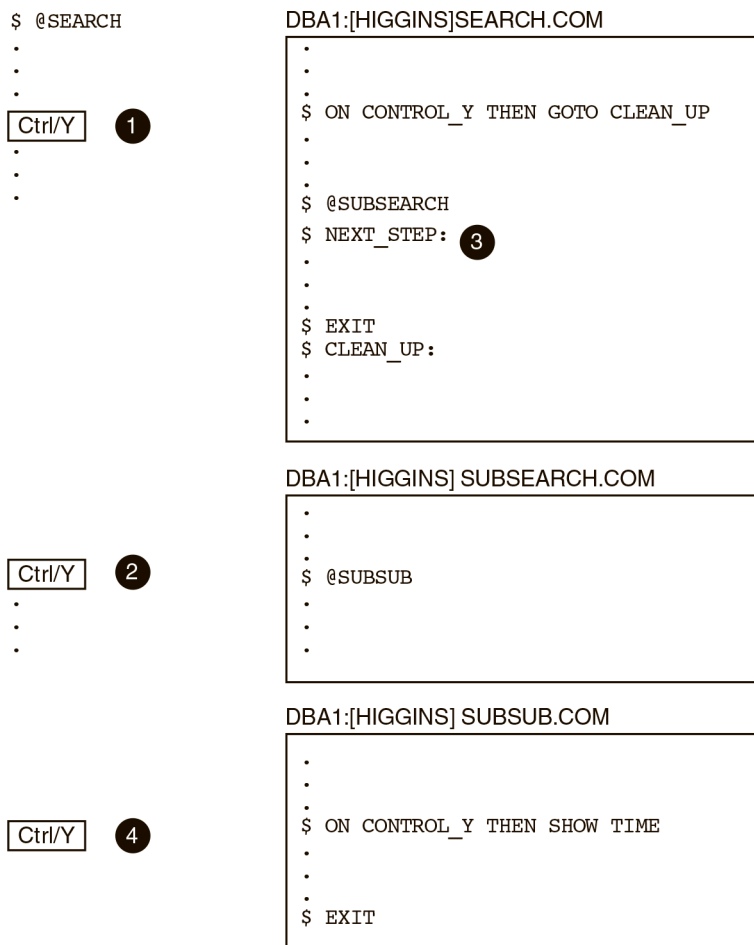 $ @SEARCH
.
.
.
Ctrl/Y 1
.
.
.
DBA1:[HIGGINS]SEARCH.COM
.
.
.
$ ON CONTROL_Y THEN GOTO CLEAN_UP
.
.
.
$ @SUBSEARCH
$ NEXT_STEP: 3
.
.
.
$ EXIT
$ CLEAN_UP:
.
.
.
DBA1:[HIGGINS] SUBSEARCH.COM
.
.
.
Ctrl/Y 2
.
.
.
$ @SUBSUB
.
.
.
DBA1:[HIGGINS] SUBSUB.COM
.
.
.
Ctrl/Y 4
$ ON CONTROL_Y THEN SHOW TIME
.
.
.
$ EXIT